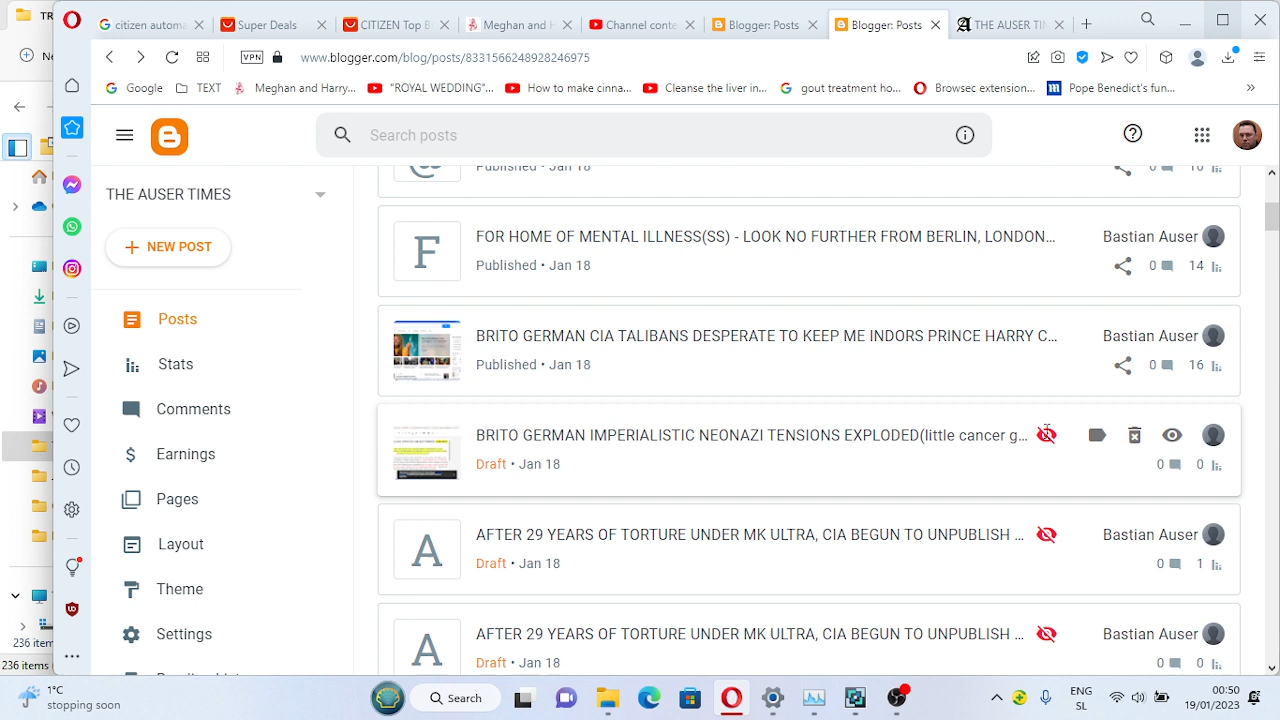 citizen automa
Super Deals
CITIZEN Top B
Meghan and H
Channel conte
Blogger: Posts
Blogger: Posts
THE AUSER TIM
VPN
www.blogger.com/blog/posts/8331566248928246975
Google
TEXT
Meghan and Harry...
"ROYAL WEDDING"...
How to make cinna...
Cleanse the liver in...
gout treatment ho...
Browsec extension...
Pope Benedict's fun...
Search posts
THE AUSER TIMES
NEW POST
Posts
Stats
Comments
Earnings
Pages
Layout
Theme
Settings
Published • Jan 18
0
16
F
FOR HOME OF MENTAL ILLNESS(SS) - LOOK NO FURTHER FROM BERLIN, LONDON...
Bastian Auser
Published • Jan 18
0
14
BRITO GERMAN CIA TALIBANS DESPERATE TO KEEP ME INDORS PRINCE HARRY C...
Bastian Auser
Published • Jan 18
0
16
BRITO GERMAN IMPERIALISTIC NEONAZI TENSIONS EXPLODED(little cancer g...
Draft • Jan 18
0
0
A
AFTER 29 YEARS OF TORTURE UNDER MK ULTRA, CIA BEGUN TO UNPUBLISH ...
Bastian Auser
Draft • Jan 18
0
1
A
AFTER 29 YEARS OF TORTURE UNDER MK ULTRA, CIA BEGUN TO UNPUBLISH ...
Bastian Auser
Draft • Jan 18
0
0
236 items
236 items
1°C
stopping soon
Search
ENG
SL
00:50
19/01/2023